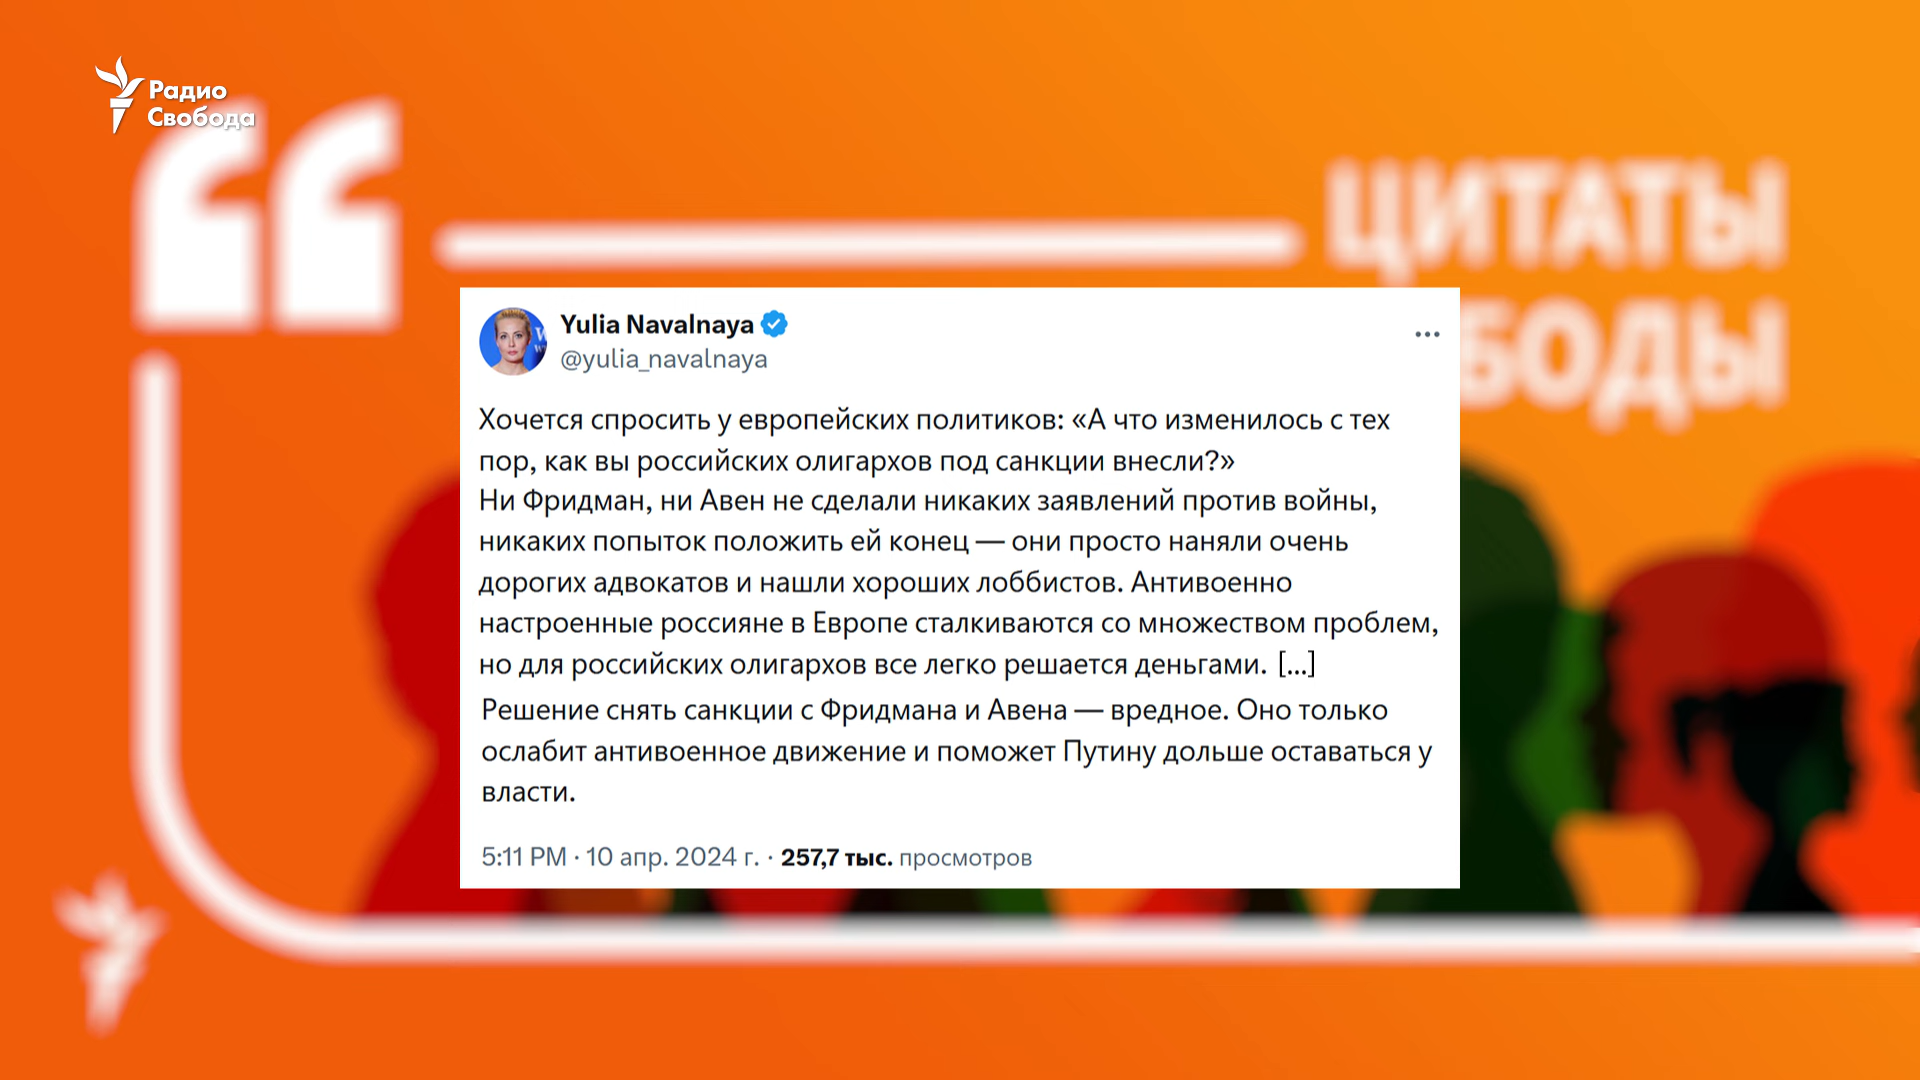 Радио
Свобода
ЦИТАТЫ
БОДЫ
Yulia Navalnaya
@yulia_navalnaya
Хочется спросить у европейских политиков: «А что изменилось с тех
пор, как вы российских олигархов под санкции внесли?»
Ни Фридман, ни Авен не сделали никаких заявлений против войны,
никаких попыток положить ей конец — они просто наняли очень
дорогих адвокатов и нашли хороших лоббистов. Антивоенно
настроенные россияне в Европе сталкиваются со множеством проблем,
но для российских олигархов все легко решается деньгами. [...]
Решение снять санкции с Фридмана и Авена — вредное. Оно только
ослабит антивоенное движение и поможет Путину дольше оставаться у
власти.
5:11 PM · 10 апр. 2024 г. · 257,7 тыс. просмотров